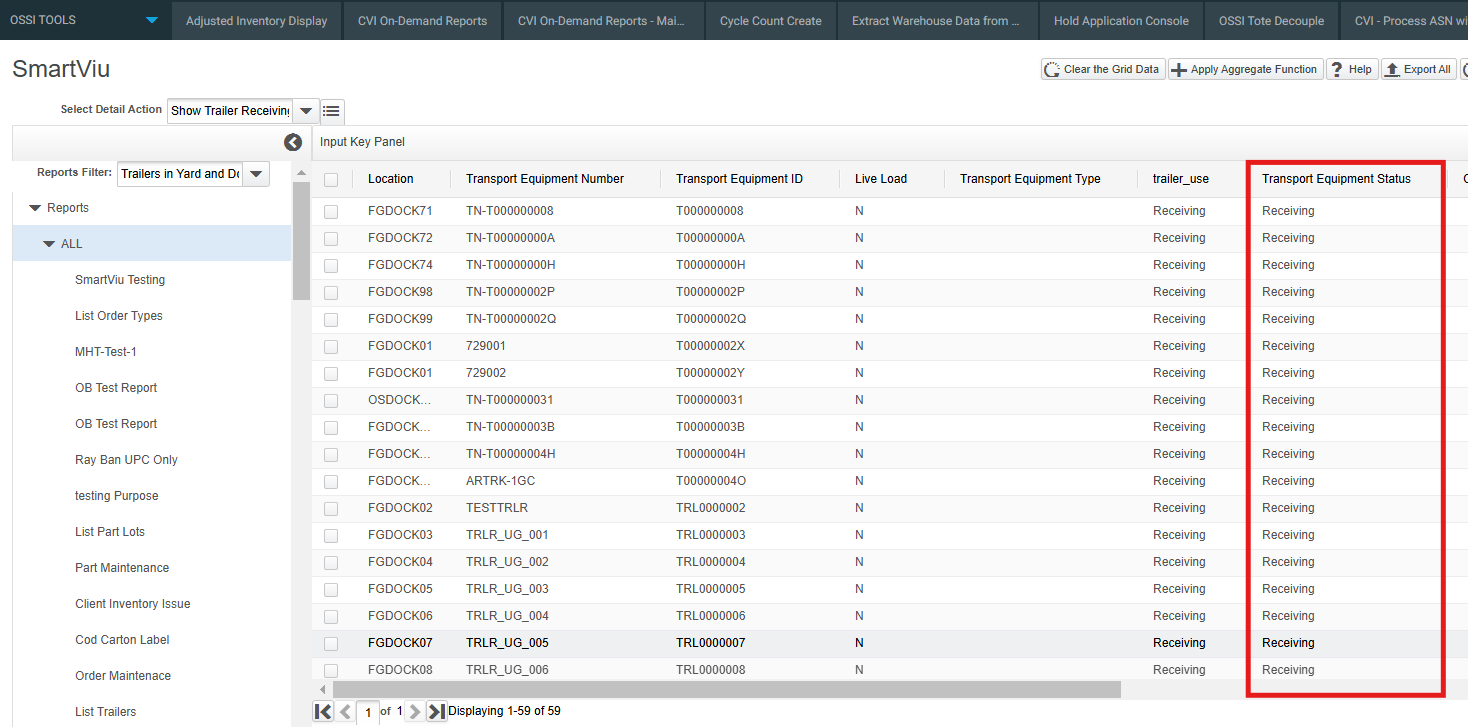 OSSI TOOLS Adjusted Inventory Display CVI On-Demand Reports CVI On-Demand Reports - Mai... Cycle Count Create Extract Warehouse Data from ... Hold Application Console OSSI Tote Decouple CVI - Process ASN wi
SmartViu
Clear the Grid Data Apply Aggregate Function ? Help Export All
Select Detail Action Show Trailer Receiving
Input Key Panel
Reports Filter: Trailers in Yard and Do
Reports
ALL
SmartViu Testing
List Order Types
MHT-Test-1
OB Test Report
OB Test Report
Ray Ban UPC Only
testing Purpose
List Part Lots
Part Maintenance
Client Inventory Issue
Cod Carton Label
Order Maintenace
List Trailers
Location Transport Equipment Number Transport Equipment ID Live Load Transport Equipment Type trailer_use Transport Equipment Status
FGDOCK71 TN-T000000008 T000000008 N Receiving Receiving
FGDOCK72 TN-T00000000A T00000000A N Receiving Receiving
FGDOCK74 TN-T00000000H T00000000H N Receiving Receiving
FGDOCK98 TN-T00000002P T00000002P N Receiving Receiving
FGDOCK99 TN-T00000002Q T00000002Q N Receiving Receiving
FGDOCK01 729001 T00000002X N Receiving Receiving
FGDOCK01 729002 T00000002Y N Receiving Receiving
OSDOCK... TN-T000000031 T000000031 N Receiving Receiving
FGDOCK... TN-T00000003B T00000003B N Receiving Receiving
FGDOCK... TN-T00000004H T00000004H N Receiving Receiving
FGDOCK... ARTRK-1GC T00000004O N Receiving Receiving
FGDOCK02 TESTTRLR TRL0000002 N Receiving Receiving
FGDOCK03 TRLR_UG_001 TRL0000003 N Receiving Receiving
FGDOCK04 TRLR_UG_002 TRL0000004 N Receiving Receiving
FGDOCK05 TRLR_UG_003 TRL0000005 N Receiving Receiving
FGDOCK06 TRLR_UG_004 TRL0000006 N Receiving Receiving
FGDOCK07 TRLR_UG_005 TRL0000007 N Receiving Receiving
FGDOCK08 TRLR_UG_006 TRL0000008 N Receiving Receiving
1 of 1 Displaying 1-59 of 59